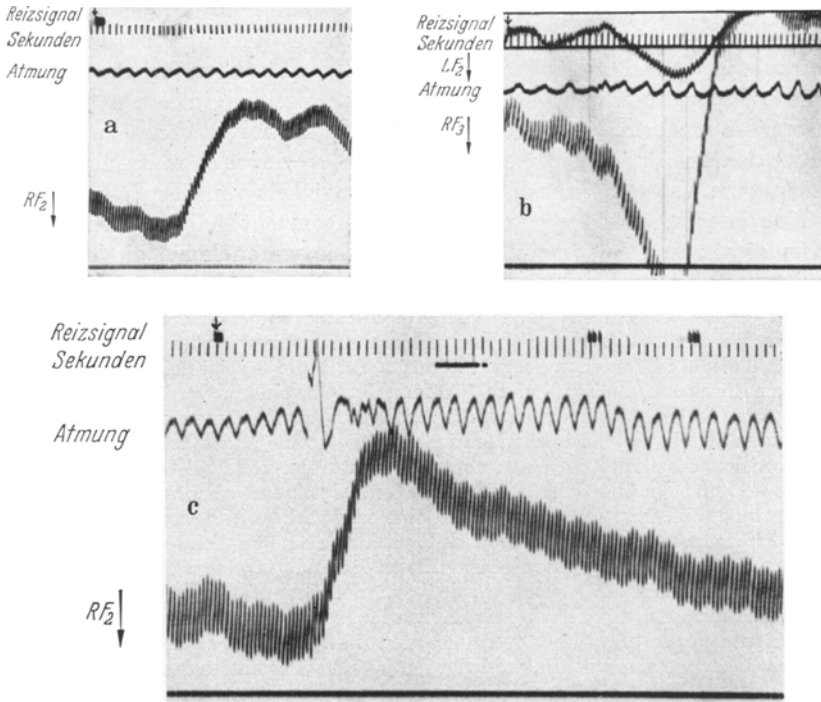 Reizsignal
Sekunden
Atmung
a
RF₂
Reizsignal
Sekunden
LF₂
Atmung
RF₃
b
Reizsignal
Sekunden
Atmung
c
RF₂